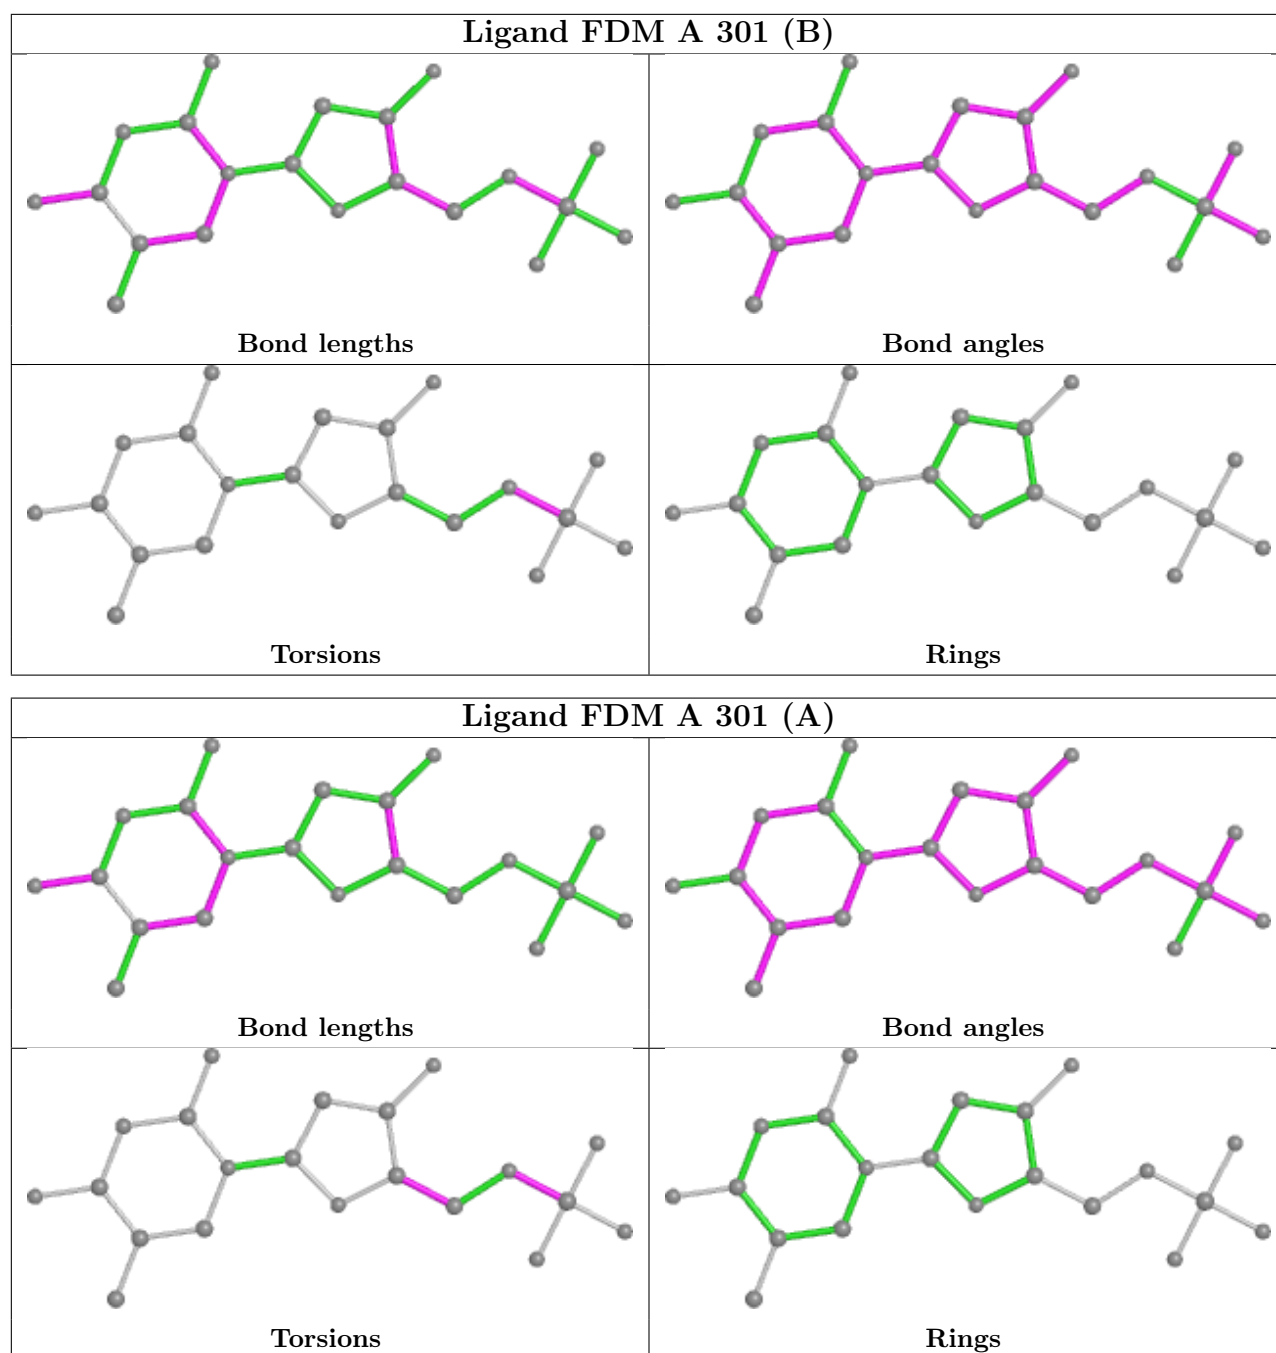 Ligand FDM A 301 (B)
Bond lengths
Bond angles
Torsions
Rings
Ligand FDM A 301 (A)
Bond lengths
Bond angles
Torsions
Rings